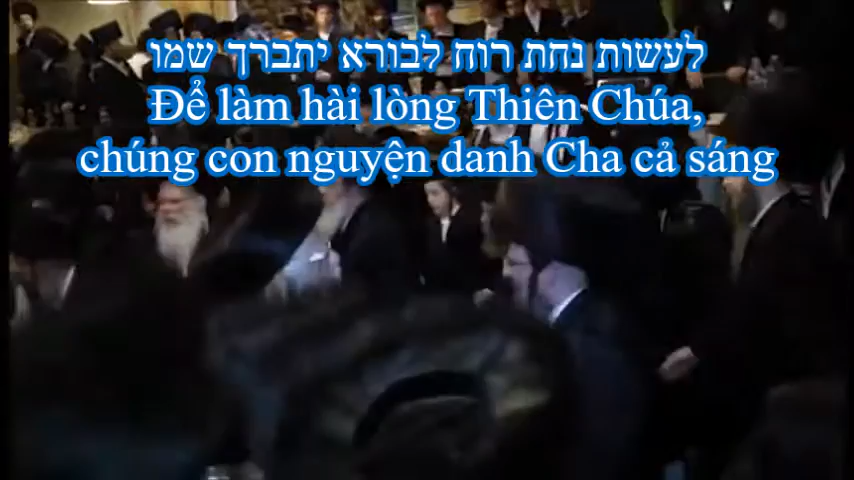 לעשות נחת רוח לבורא יתברך שמו
Để làm hài lòng Thiên Chúa,
chúng con nguyện danh Cha cả sáng